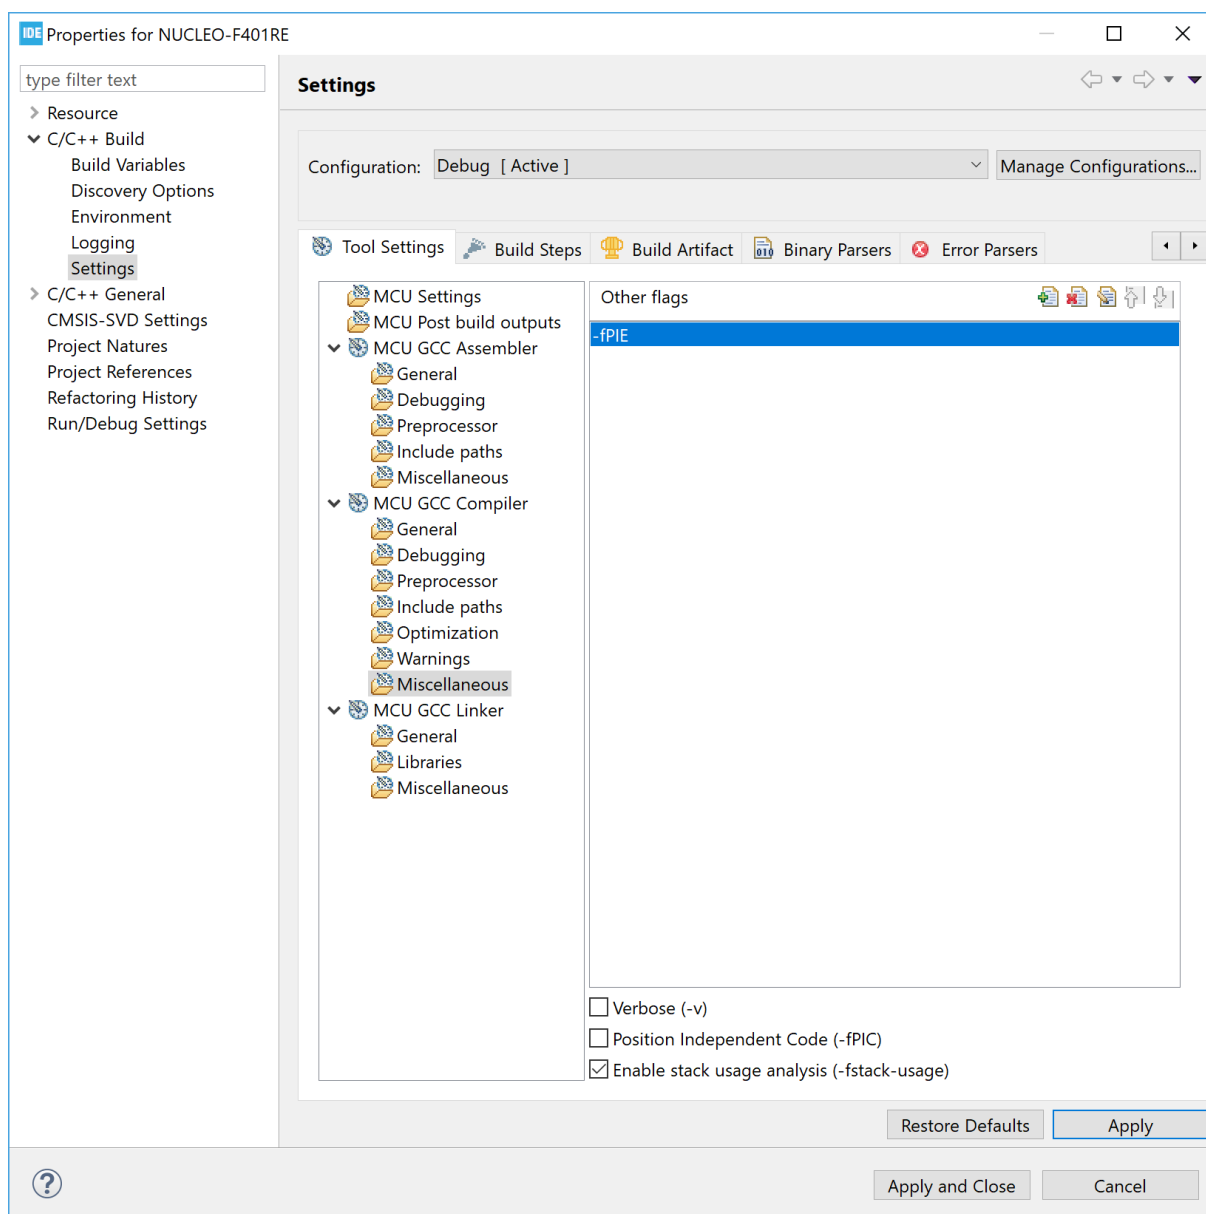 IDE Properties for NUCLEO-F401RE
type filter text
Resource
C/C++ Build
Build Variables
Discovery Options
Environment
Logging
Settings
C/C++ General
CMSIS-SVD Settings
Project Natures
Project References
Refactoring History
Run/Debug Settings
Settings
Configuration: Debug [ Active ] Manage Configurations...
Tool Settings Build Steps Build Artifact 010 Binary Parsers Error Parsers
MCU Settings
MCU Post build outputs
MCU GCC Assembler
General
Debugging
Preprocessor
Include paths
Miscellaneous
MCU GCC Compiler
General
Debugging
Preprocessor
Include paths
Optimization
Warnings
Miscellaneous
MCU GCC Linker
General
Libraries
Miscellaneous
Other flags
-fPIE
Verbose (-v)
Position Independent Code (-fPIC)
Enable stack usage analysis (-fstack-usage)
Restore Defaults Apply
? Apply and Close Cancel